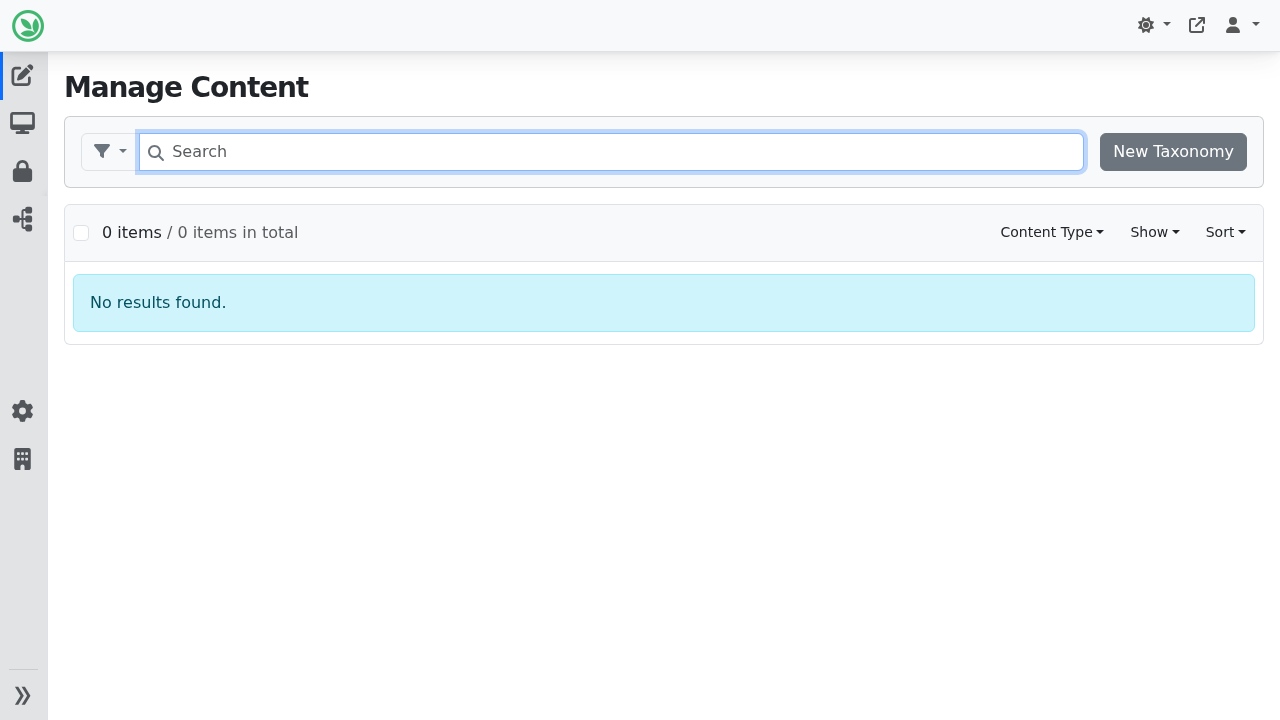 Manage Content
Search
New Taxonomy
0 items / 0 items in total
Content Type
Show
Sort
No results found.